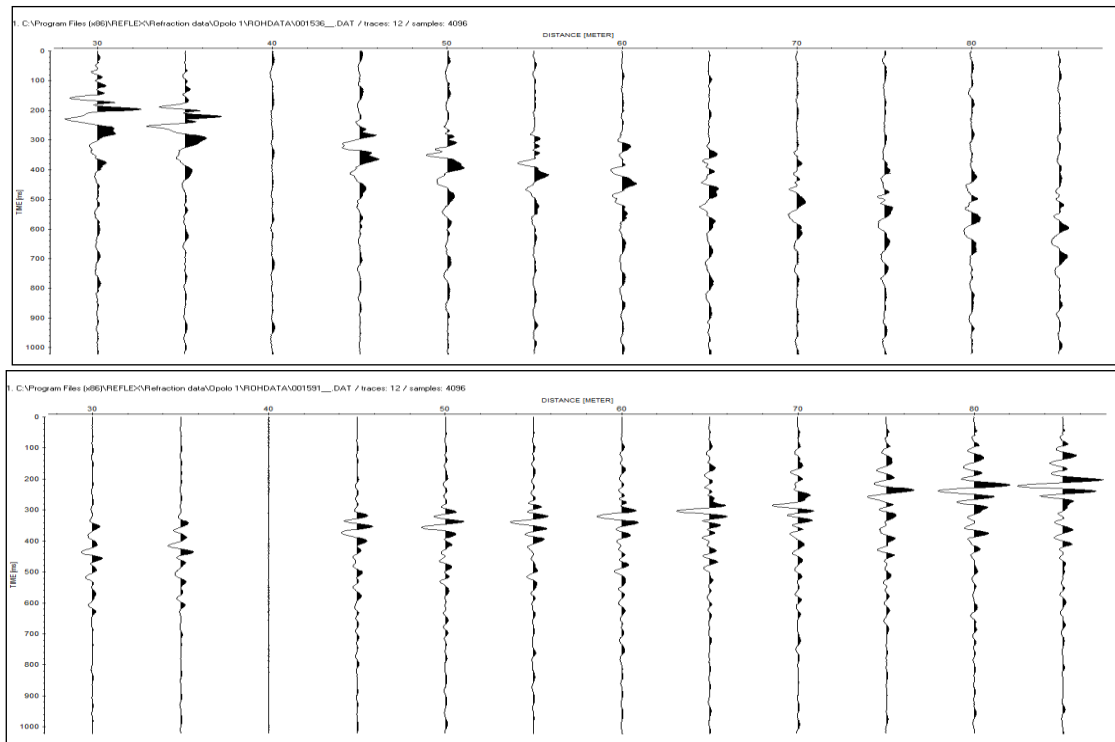 1. C:\Program Files (x86)\REFLEX\Refraction data\Opolo 1\ROHDATA\001536__.DAT / traces: 12 / samples: 4096
DISTANCE [METER]
30 40 50 60 70 80
0
100
200
300
400
500
600
700
800
900
1000
TIME [ns]
1. C:\Program Files (x86)\REFLEX\Refraction data\Opolo 1\ROHDATA\001591__.DAT / traces: 12 / samples: 4096
DISTANCE [METER]
30 40 50 60 70 80
0
100
200
300
400
500
600
700
800
900
1000
TIME [ns]